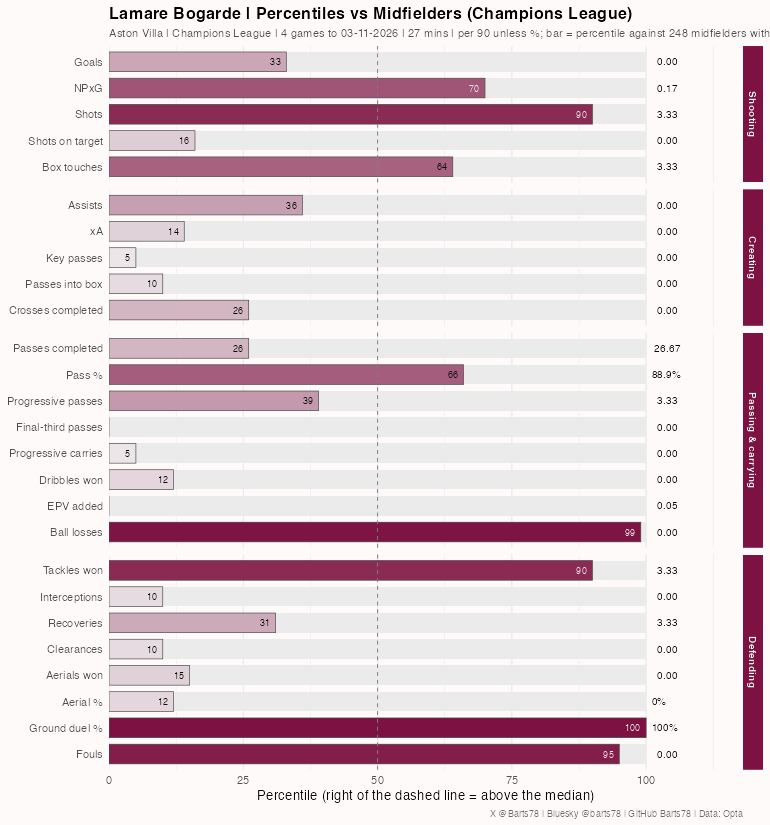 Lamare Bogarde | Percentiles vs Midfielders (Champions League)
Aston Villa | Champions League | 4 games to 03-11-2026 | 27 mins | per 90 unless %; bar = percentile against 248 midfielders with
Goals 33 0.00
NPxG 70 0.17
Shots 90 3.33
Shots on target 16 0.00
Box touches 64 3.33
Shooting
Assists 36 0.00
xA 14 0.00
Key passes 5 0.00
Passes into box 10 0.00
Crosses completed 26 0.00
Creating
Passes completed 26 26.67
Pass % 66 88.9%
Progressive passes 39 3.33
Final-third passes 0.00
Progressive carries 5 0.00
Dribbles won 12 0.00
EPV added 0.05
Ball losses 99 0.00
Passing & carrying
Tackles won 90 3.33
Interceptions 10 0.00
Recoveries 31 3.33
Clearances 10 0.00
Aerials won 15 0.00
Aerial % 12 0%
Ground duel % 100 100%
Fouls 95 0.00
Defending
0 25 50 75 100
Percentile (right of the dashed line = above the median)
X @Barts78 | Bluesky @barts78 | GitHub Barts78 | Data: Opta